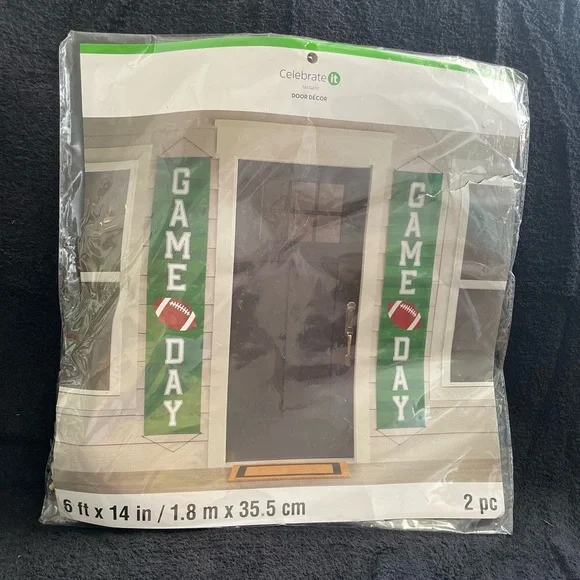 Celebrate it
DOOR DÉCOR
GAME DAY
GAME DAY
6 ft x 14 in / 1.8 m x 35.5 cm
2 pc